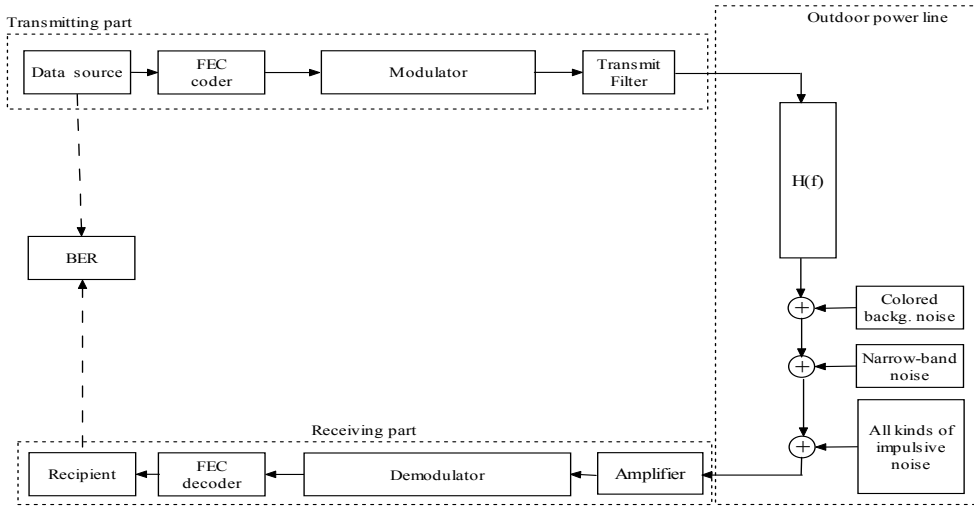 Transmitting part
Outdoor power line
Data source
FEC
coder
Modulator
Transmit
Filter
H(f)
BER
+
Colored
backg. noise
+
Narrow-band
noise
+
All kinds of
impulsive
noise
Receiving part
Recipient
FEC
decoder
Demodulator
Amplifier